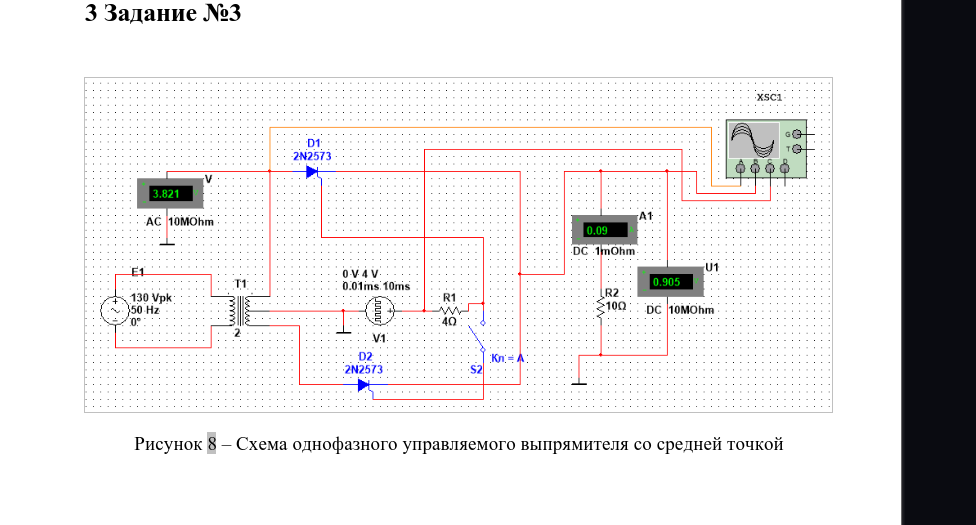 3 Задание №3
XSC1
G
T
A B C D
D1
2N2573
V
3.821
AC 10MOhm
A1
0.09
DC 1mOhm
U1
0.905
DC 10MOhm
E1
130 Vpk
50 Hz
0°
T1
2
0 V 4 V
0.01ms 10ms
V1
R1
4Ω
R2
10Ω
D2
2N2573
S2
Кл = A
Рисунок 8 – Схема однофазного управляемого выпрямителя со средней точкой